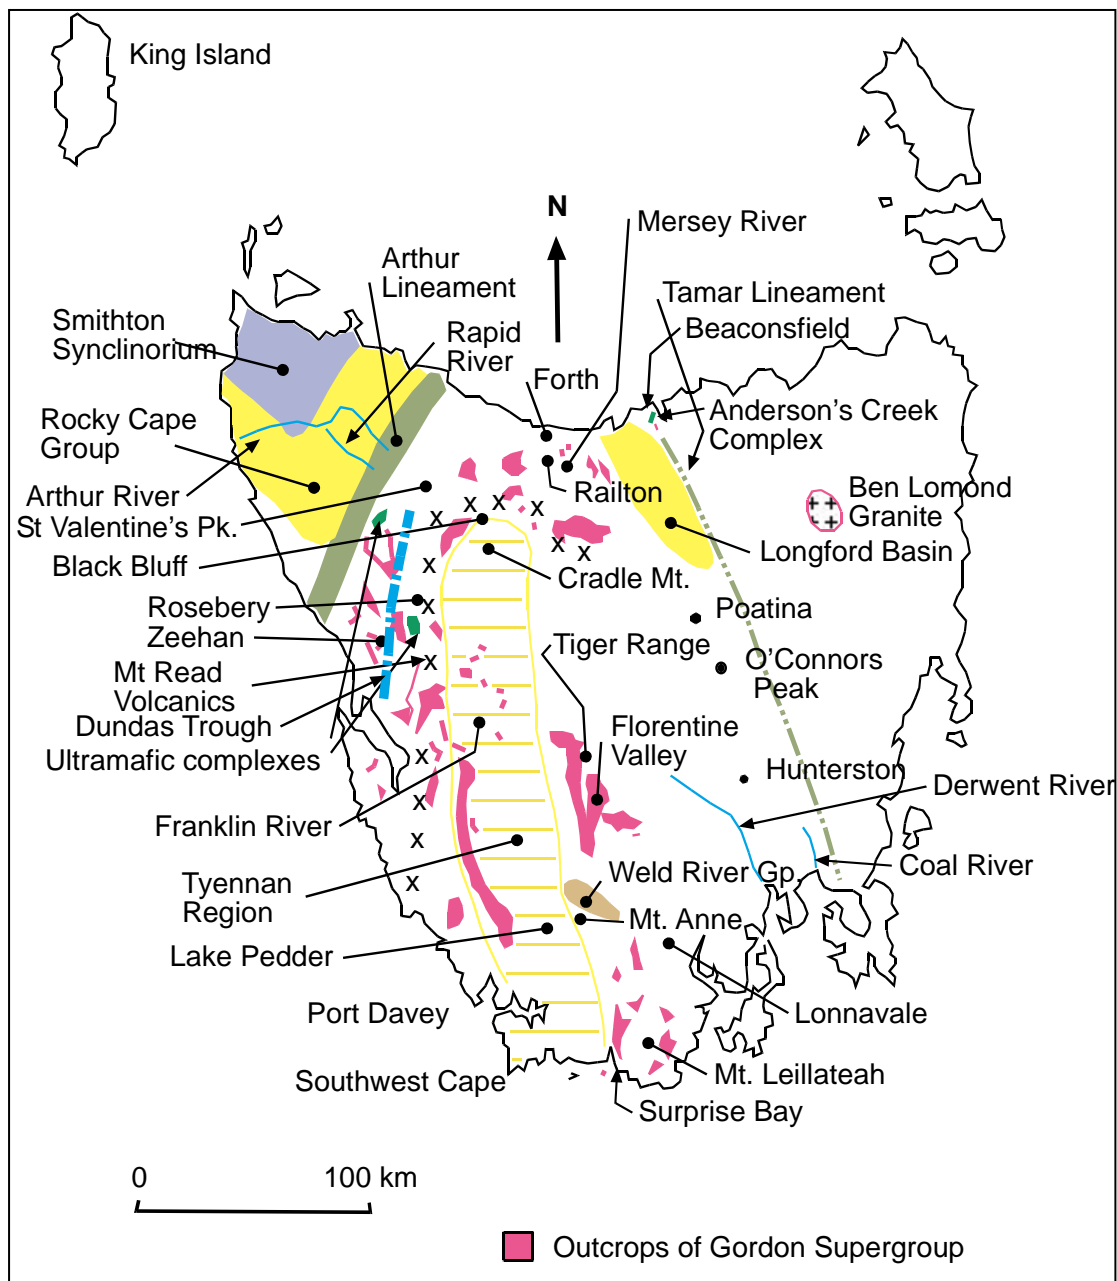 King Island
N
Mersey River
Arthur
Lineament
Tamar Lineament
Smithton
Synclinorium
Rapid
River
Beaconsfield
Forth
Rocky Cape
Group
Anderson's Creek
Complex
Arthur River
Railton
Ben Lomond
Granite
St Valentine's Pk.
Longford Basin
Black Bluff
Cradle Mt.
Rosebery
Poatina
Zeehan
Tiger Range
O'Connors
Peak
Mt Read
Volcanics
Dundas Trough
Florentine
Valley
Ultramafic complexes
Hunterston
Derwent River
Franklin River
Coal River
Tyennan
Region
Weld River Gp.
Mt. Anne
Lake Pedder
Port Davey
Lonnavale
Southwest Cape
Mt. Leillateah
Surprise Bay
0 100 km
Outcrops of Gordon Supergroup
x x x x x x x x x x x x x x